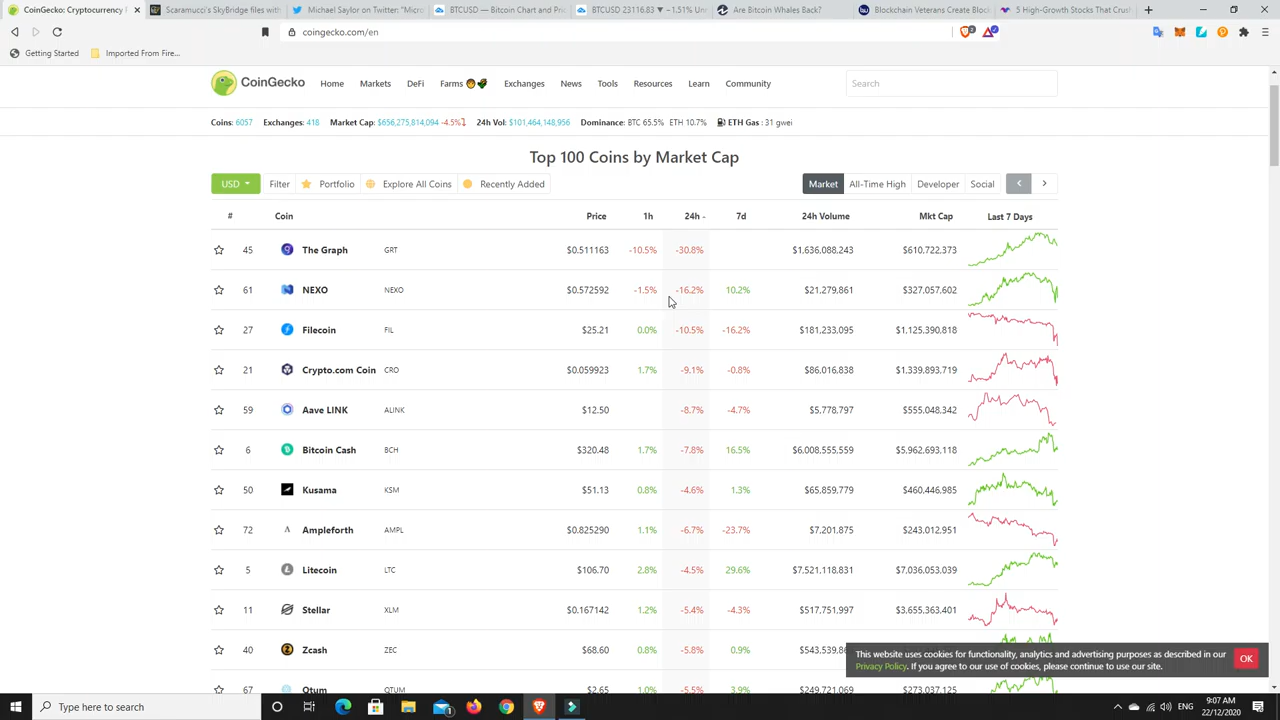 CoinGecko: Cryptocurrency P
Scaramucci's SkyBridge files with
Michael Saylor on Twitter: "Micro
BTCUSD — Bitcoin Chart and Pric
BTCUSD 23116.83 ▼ −1.51% Unn
Are Bitcoin Whales Back?
Blockchain Veterans Create Block
5 High-Growth Stocks That Crush
coingecko.com/en
Getting Started
Imported From Fire...
CoinGecko
Home
Markets
DeFi
Farms
Exchanges
News
Tools
Resources
Learn
Community
Search
Coins: 6057 Exchanges: 418 Market Cap: $656,275,814,094 -4.5% 24h Vol: $101,464,148,956 Dominance: BTC 65.5% ETH 10.7% ETH Gas : 31 gwei
Top 100 Coins by Market Cap
USD Filter Portfolio Explore All Coins Recently Added Market All-Time High Developer Social
# Coin Price 1h 24h 7d 24h Volume Mkt Cap Last 7 Days
45 The Graph GRT $0.511163 -10.5% -30.8% $1,636,088,243 $610,722,373
61 NEXO NEXO $0.572592 -1.5% -16.2% 10.2% $21,279,861 $327,057,602
27 Filecoin FIL $25.21 0.0% -10.5% -16.2% $181,233,095 $1,125,390,818
21 Crypto.com Coin CRO $0.059923 1.7% -9.1% -0.8% $86,016,838 $1,339,893,719
59 Aave LINK ALINK $12.50 -8.7% -4.7% $5,778,797 $555,048,342
6 Bitcoin Cash BCH $320.48 1.7% -7.8% 16.5% $6,008,555,559 $5,962,693,118
50 Kusama KSM $51.13 0.8% -4.6% 1.3% $65,859,779 $460,446,985
72 Ampleforth AMPL $0.825290 1.1% -6.7% -23.7% $7,201,875 $243,012,951
5 Litecoin LTC $106.70 2.8% -4.5% 29.6% $7,521,118,831 $7,036,053,039
11 Stellar XLM $0.167142 1.2% -5.4% -4.3% $517,751,997 $3,655,363,401
40 Zcash ZEC $68.60 0.8% -5.8% 0.9%
67 Qtum QTUM $2.65 1.0% -5.5% 3.9% $249,721,069 $273,037,125
This website uses cookies for functionality, analytics and advertising purposes as described in our
Privacy Policy. If you agree to our use of cookies, please continue to use our site.
OK
Type here to search
ENG
9:07 AM
22/12/2020